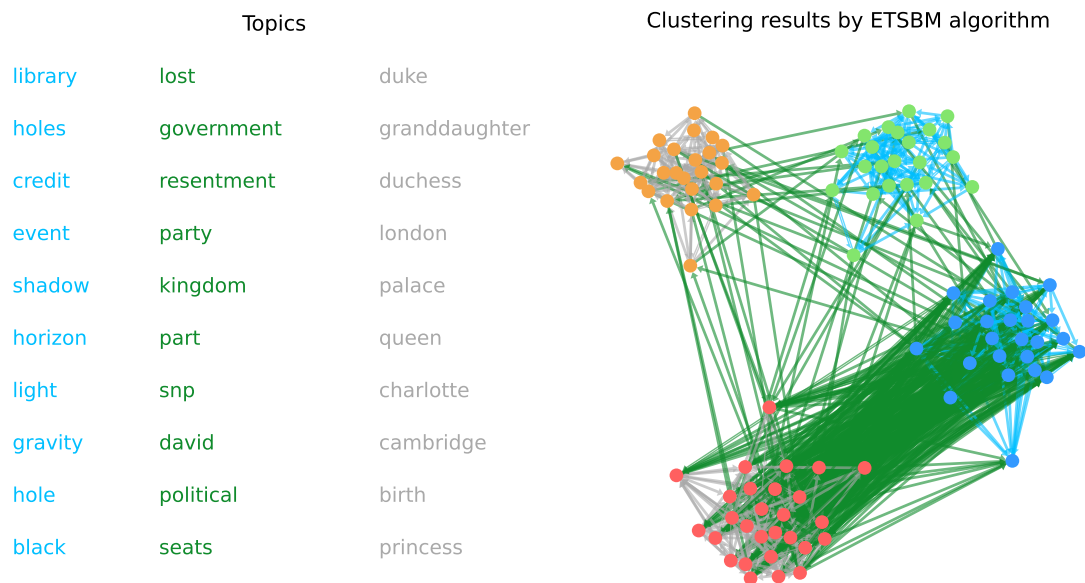 Topics
Clustering results by ETSBM algorithm
library lost duke
holes government granddaughter
credit resentment duchess
event party london
shadow kingdom palace
horizon part queen
light snp charlotte
gravity david cambridge
hole political birth
black seats princess